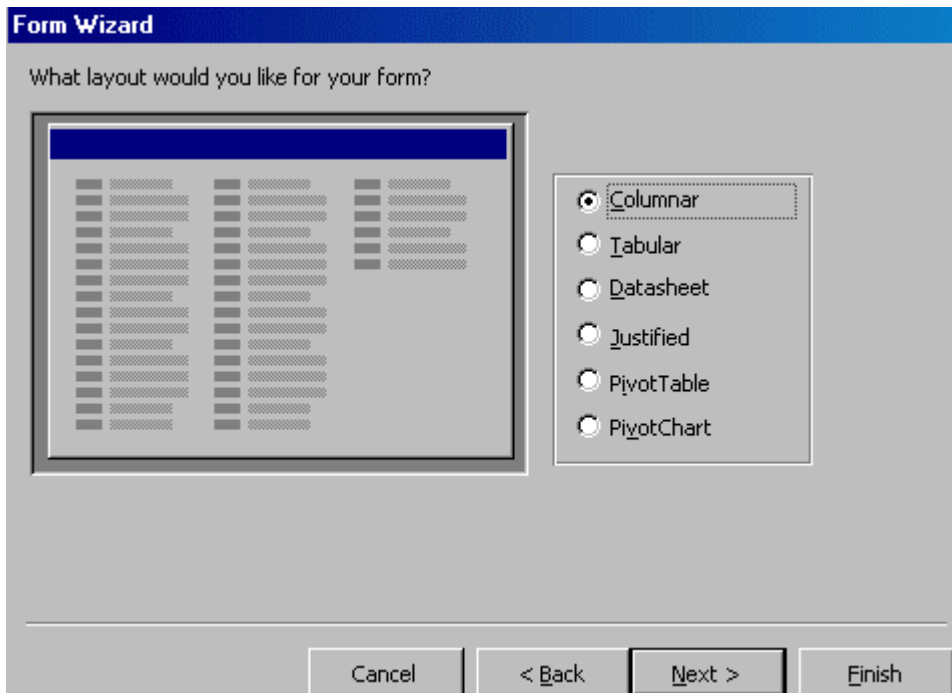 Form Wizard
What layout would you like for your form?
Columnar
Tabular
Datasheet
Justified
PivotTable
PivotChart
Cancel
< Back
Next >
Finish